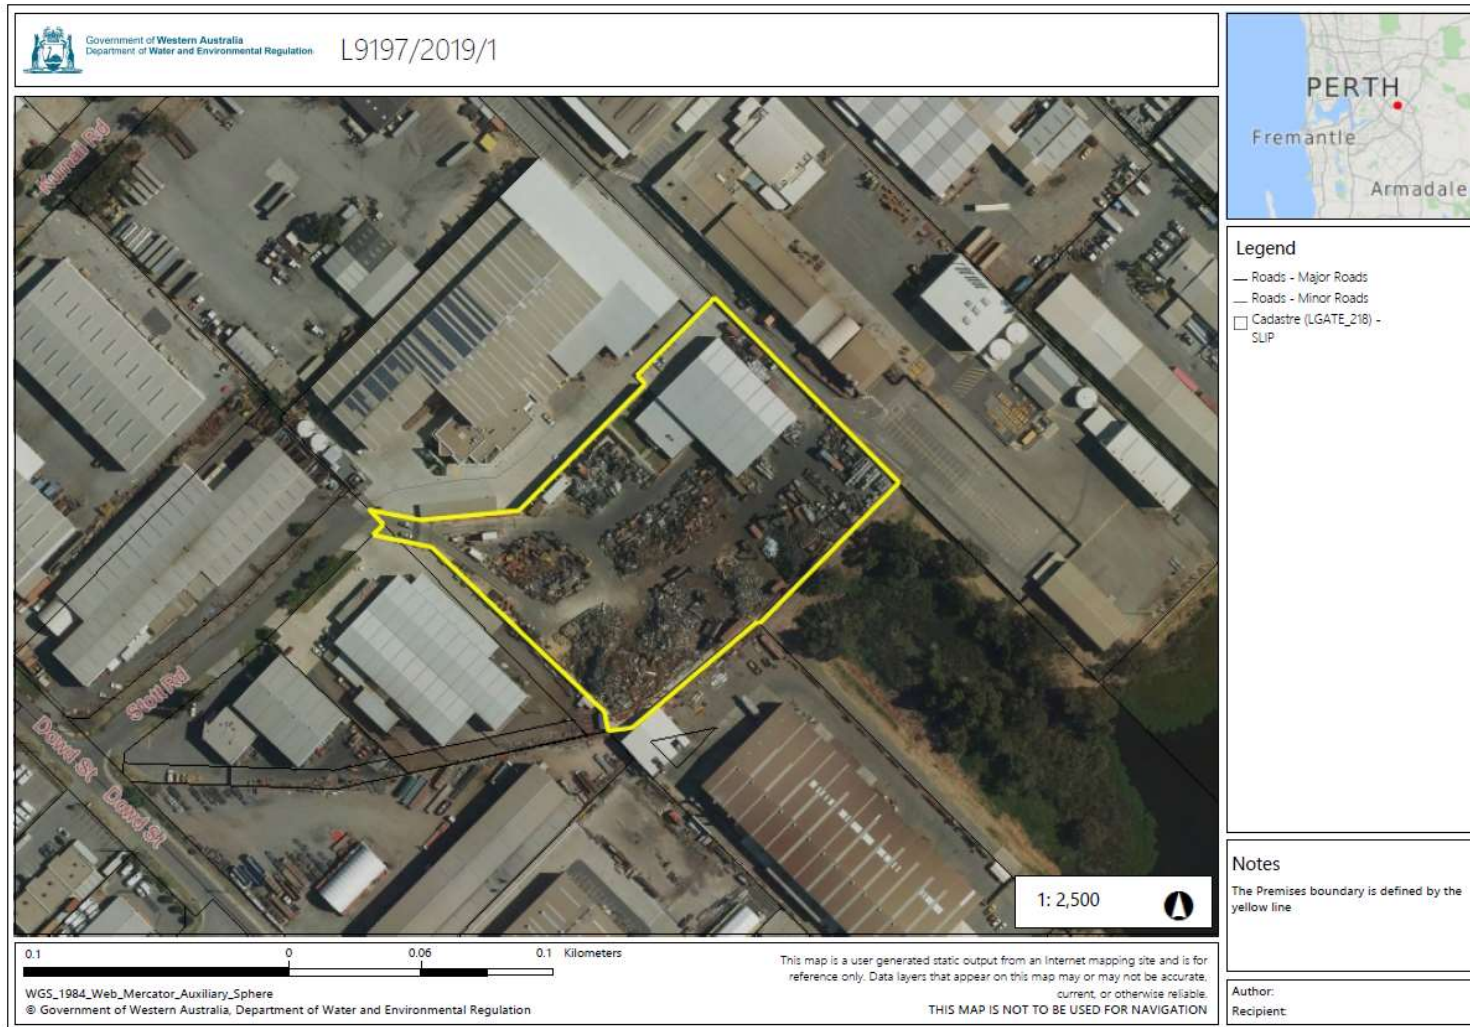 Government of Western Australia
Department of Water and Environmental Regulation
L9197/2019/1
PERTH
Fremantle
Armadale
Kurnall Rd
Stott Rd
Dowd St
Dowd St
Legend
Roads - Major Roads
Roads - Minor Roads
Cadastre (LGATE_218) -
SLIP
1: 2,500
Notes
The Premises boundary is defined by the
yellow line
0.1 0 0.06 0.1 Kilometers
WGS_1984_Web_Mercator_Auxiliary_Sphere
© Government of Western Australia, Department of Water and Environmental Regulation
This map is a user generated static output from an Internet mapping site and is for
reference only. Data layers that appear on this map may or may not be accurate,
current, or otherwise reliable.
THIS MAP IS NOT TO BE USED FOR NAVIGATION
Author:
Recipient: